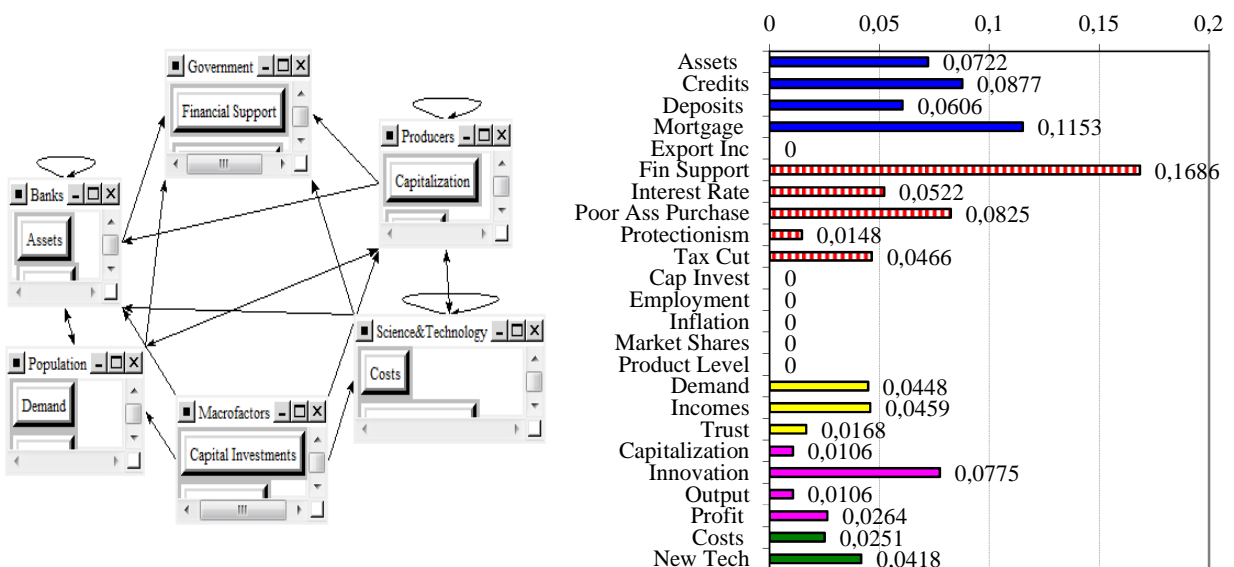 Government
Financial Support
Producers
Capitalization
Banks
Assets
Science&Technology
Costs
Population
Demand
Macrofactors
Capital Investments
0 0,05 0,1 0,15 0,2
Assets 0,0722
Credits 0,0877
Deposits 0,0606
Mortgage 0,1153
Export Inc 0
Fin Support 0,1686
Interest Rate 0,0522
Poor Ass Purchase 0,0825
Protectionism 0,0148
Tax Cut 0,0466
Cap Invest 0
Employment 0
Inflation 0
Market Shares 0
Product Level 0
Demand 0,0448
Incomes 0,0459
Trust 0,0168
Capitalization 0,0106
Innovation 0,0775
Output 0,0106
Profit 0,0264
Costs 0,0251
New Tech 0,0418